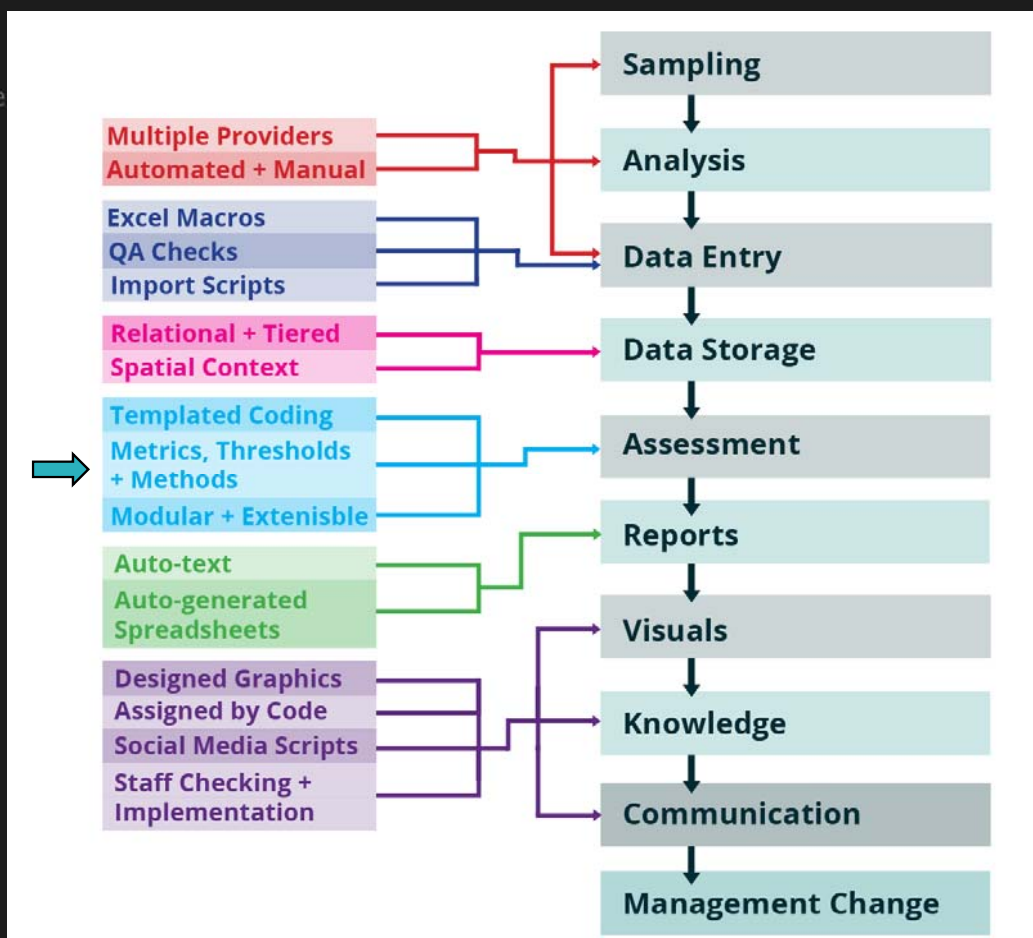 Multiple Providers
Automated + Manual
Excel Macros
QA Checks
Import Scripts
Relational + Tiered
Spatial Context
Templated Coding
Metrics, Thresholds
+ Methods
Modular + Extenisble
Auto-text
Auto-generated
Spreadsheets
Designed Graphics
Assigned by Code
Social Media Scripts
Staff Checking +
Implementation
Sampling
Analysis
Data Entry
Data Storage
Assessment
Reports
Visuals
Knowledge
Communication
Management Change